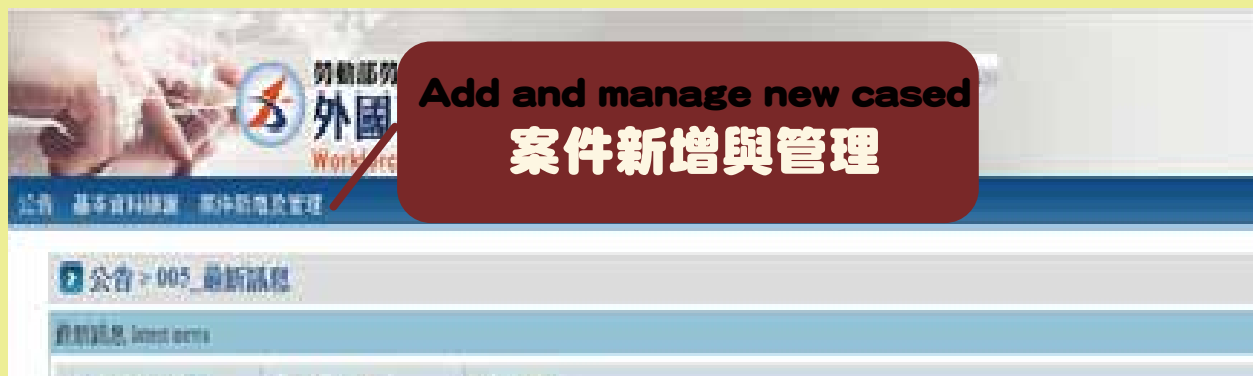 勞動部勞
外國
Workforc
Add and manage new cased
案件新增與管理
公告 基本資料維護 案件新增及管理
公告 > 005_最新訊息
最新訊息 latest news